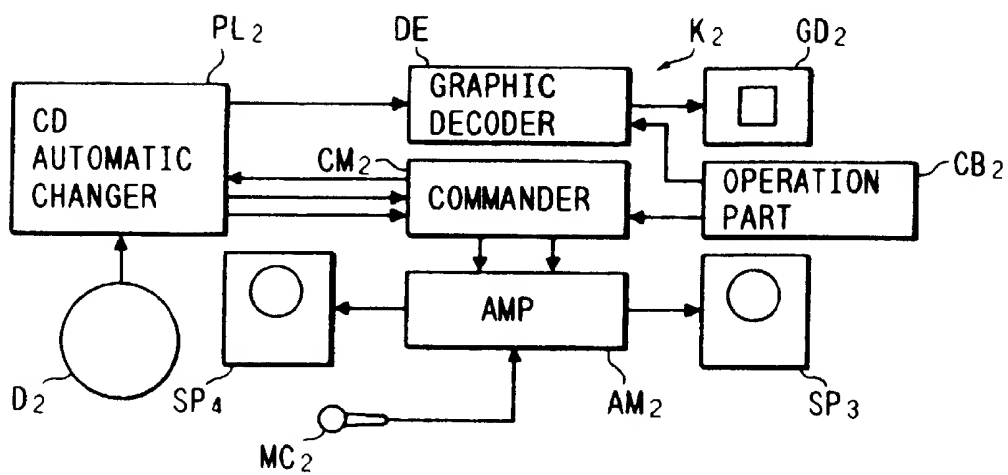 PL₂
DE
K₂
GD₂
CD
AUTOMATIC
CHANGER
GRAPHIC
DECODER
CM₂
COMMANDER
OPERATION
PART
CB₂
AMP
D₂
SP₄
MC₂
AM₂
SP₃